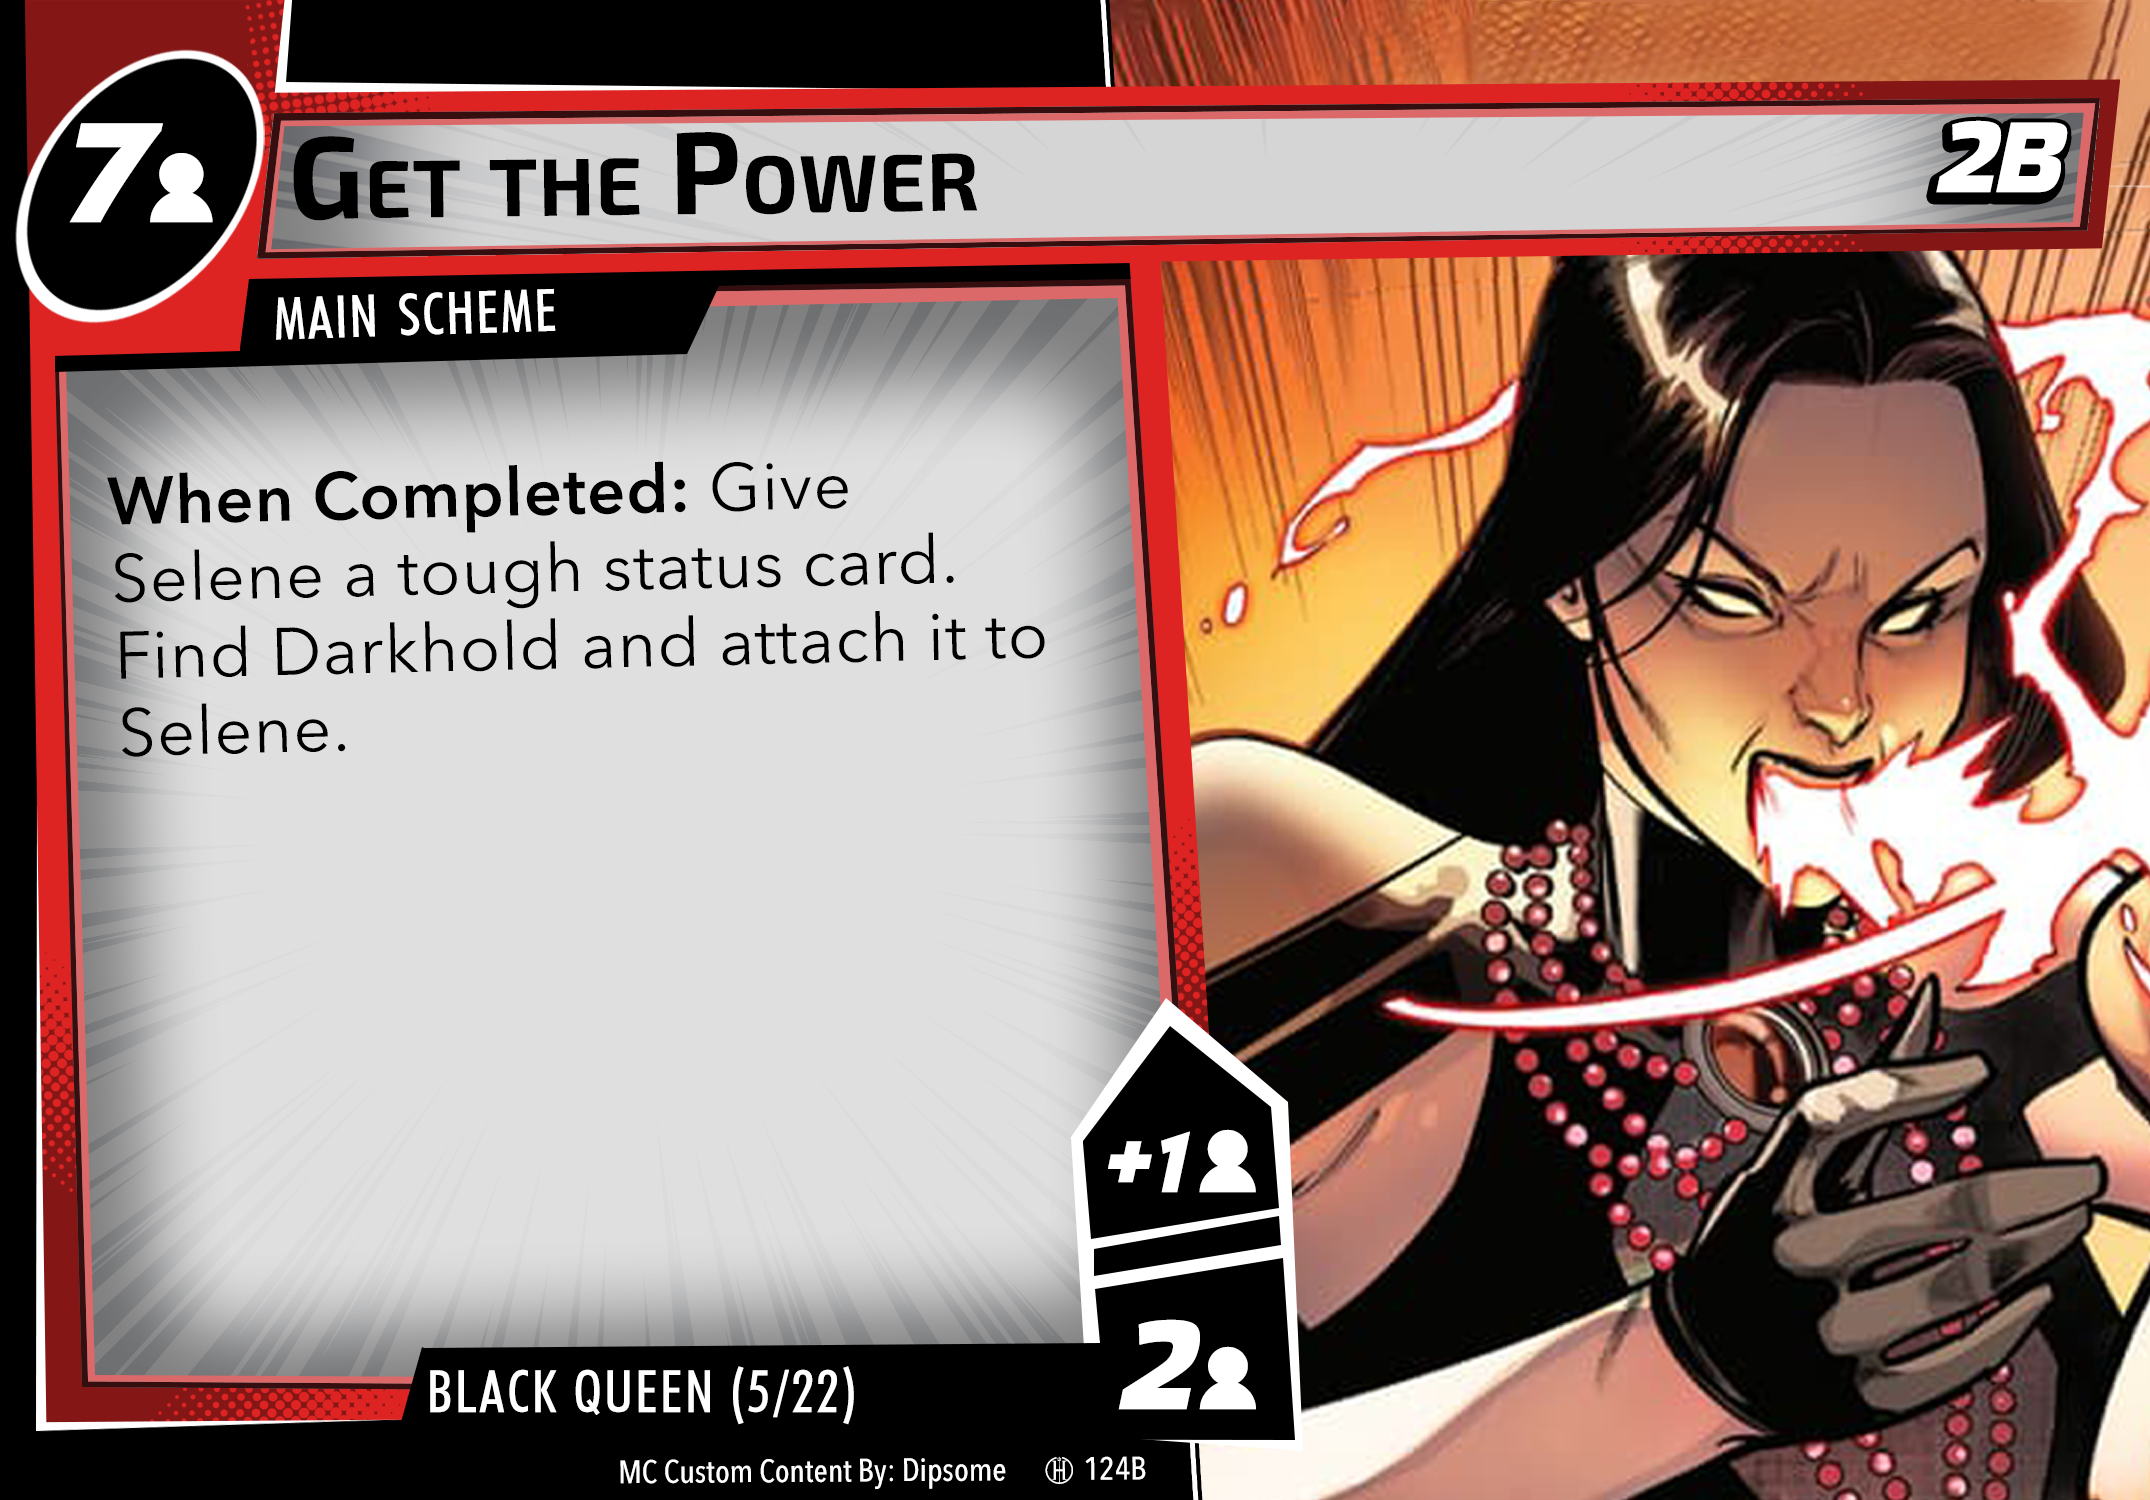 7
GET THE POWER
2B
MAIN SCHEME
When Completed: Give
Selene a tough status card.
Find Darkhold and attach it to
Selene.
+1
2
BLACK QUEEN (5/22)
MC Custom Content By: Dipsome H 124B